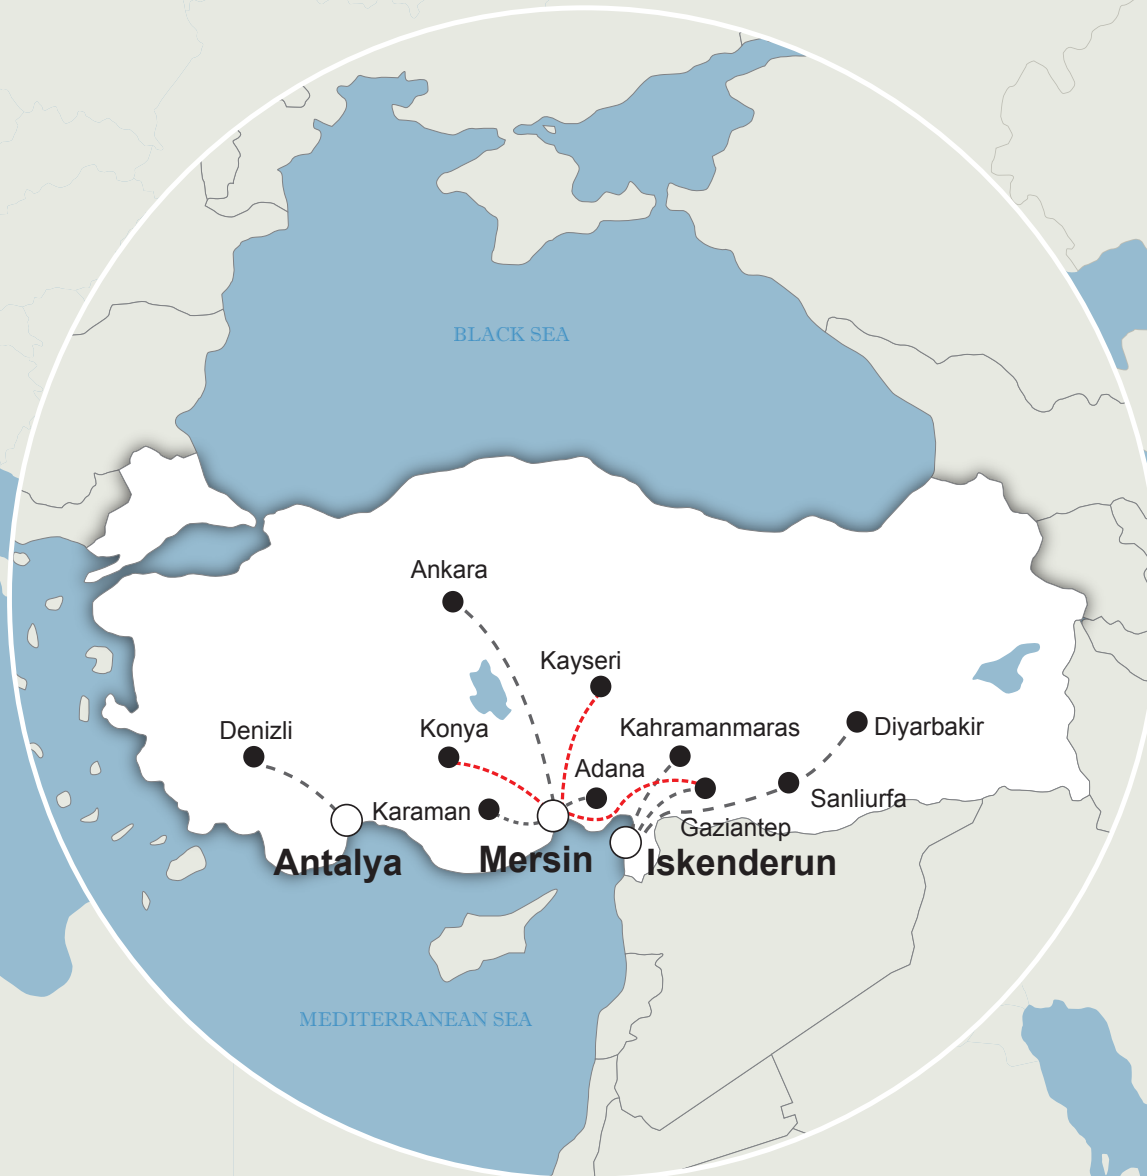 BLACK SEA
Ankara
Kayseri
Denizli
Konya
Kahramanmaras
Diyarbakir
Adana
Karaman
Sanliurfa
Gaziantep
Antalya
Mersin
Iskenderun
MEDITERRANEAN SEA